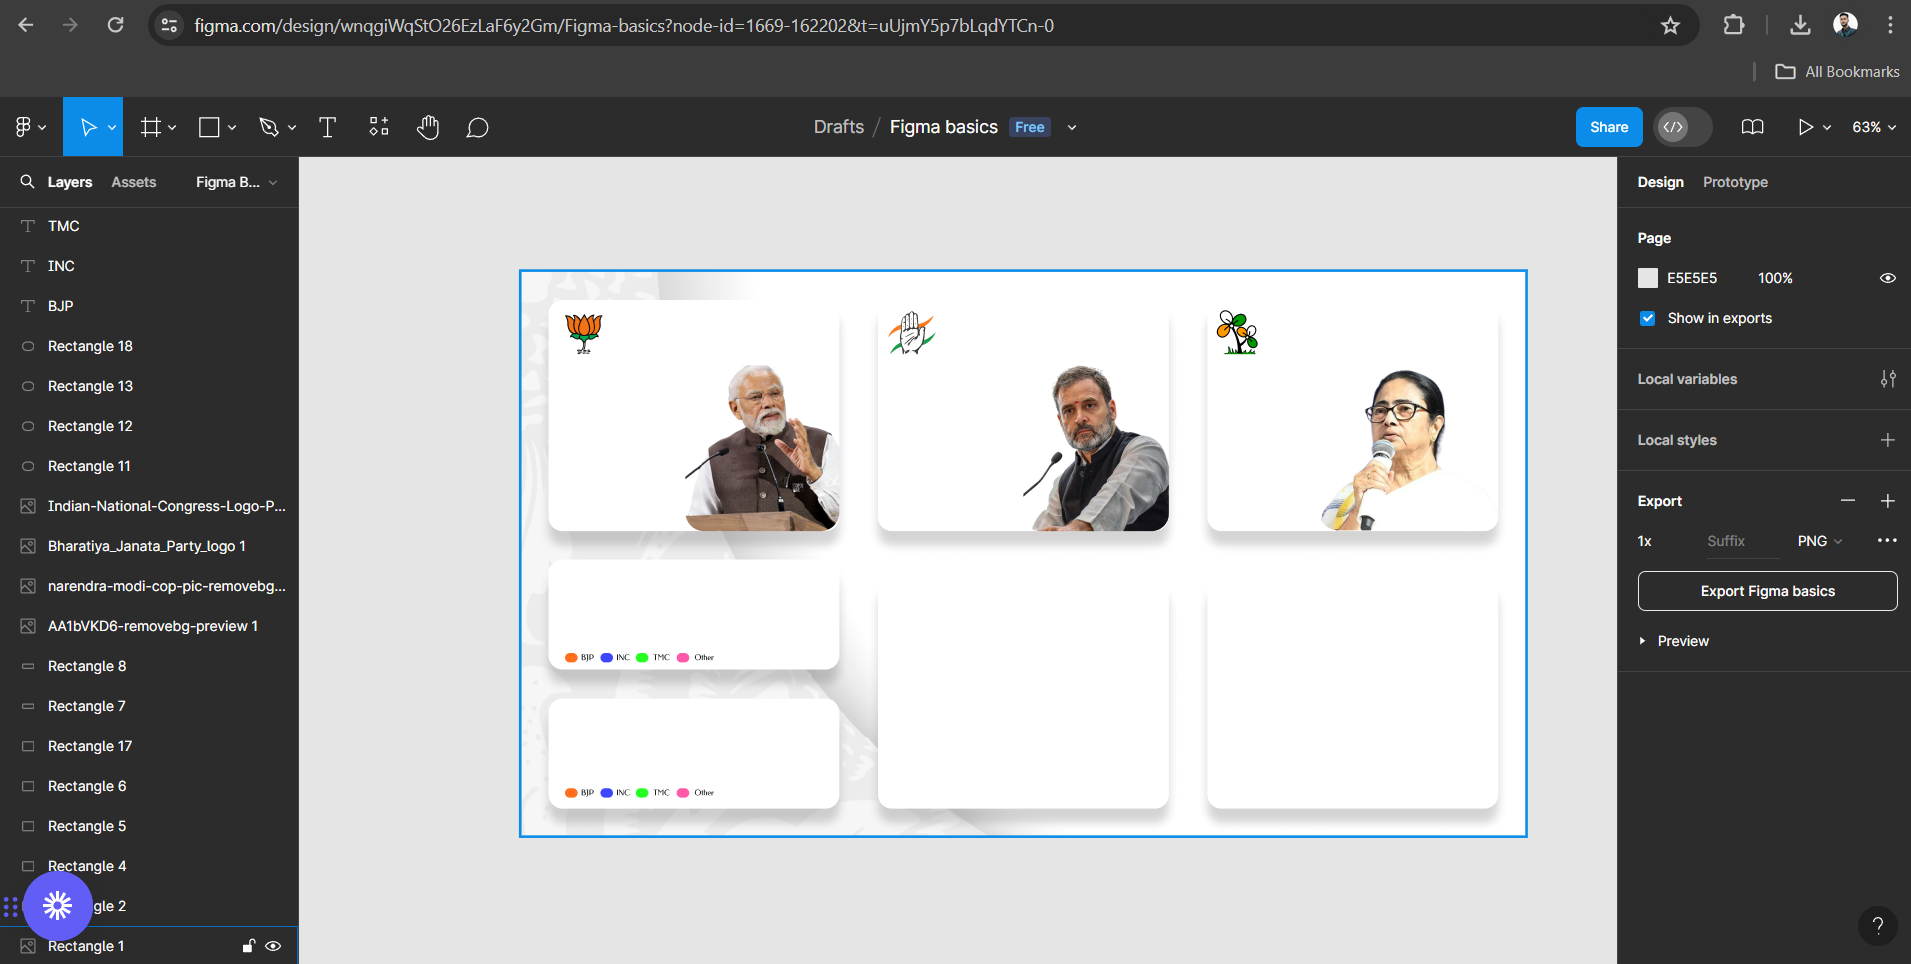 figma.com/design/wnqgiWqStO26EzLaF6y2Gm/Figma-basics?node-id=1669-162202&t=uUjmY5p7bLqdYTCn-0
All Bookmarks
Drafts / Figma basics Free
Share
63%
Layers Assets Figma B...
TMC
INC
BJP
Rectangle 18
Rectangle 13
Rectangle 12
Rectangle 11
Indian-National-Congress-Logo-P...
Bharatiya_Janata_Party_logo 1
narendra-modi-cop-pic-removebg...
AA1bVKD6-removebg-preview 1
Rectangle 8
Rectangle 7
Rectangle 17
Rectangle 6
Rectangle 5
Rectangle 4
gle 2
Rectangle 1
BJP INC TMC Other
BJP INC TMC Other
Design Prototype
Page
E5E5E5 100%
Show in exports
Local variables
Local styles
Export
1x Suffix PNG
Export Figma basics
Preview
?